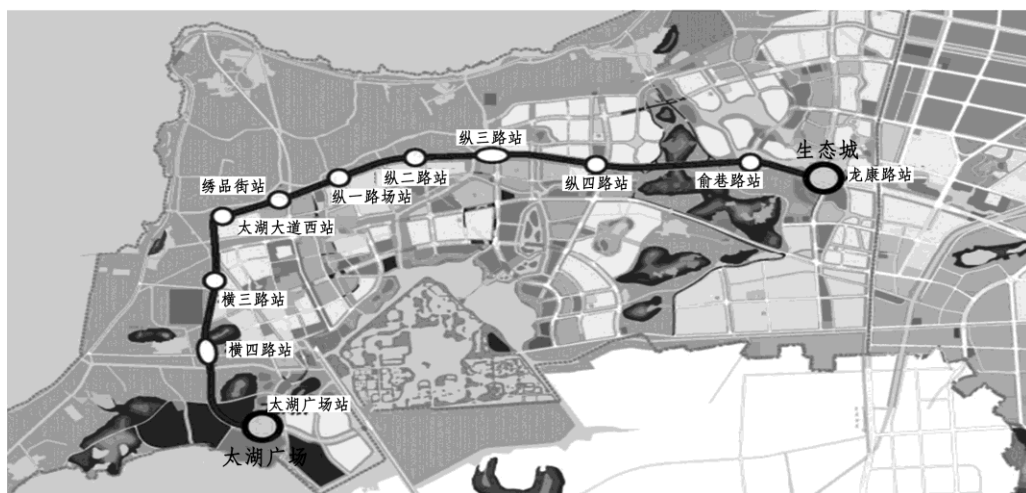 纵三路站
生态城
绣品街站
纵二路站
纵四路站
俞巷路站
龙康路站
纵一路场站
太湖大道西站
横三路站
横四路站
太湖广场站
太湖广场